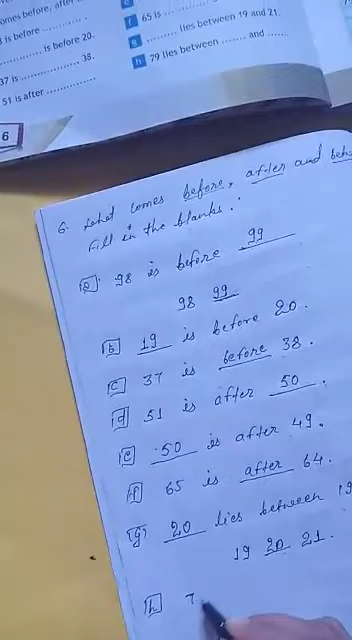 omes before, after
is before ..........
.......... is before 20.
37 is .......... 38.
51 is after ..........
f 65 is ..........
g .......... lies between 19 and 21.
h 79 lies between ....... and ......
6
6. What comes before, after and
Fill in the blanks.:
a 98 is before 99
98 99
b 19 is before 20.
c 37 is before 38.
d 51 is after 50.
e 50 is after 49.
f 65 is after 64.
g 20 lies between 19
19 20 21.
h 7